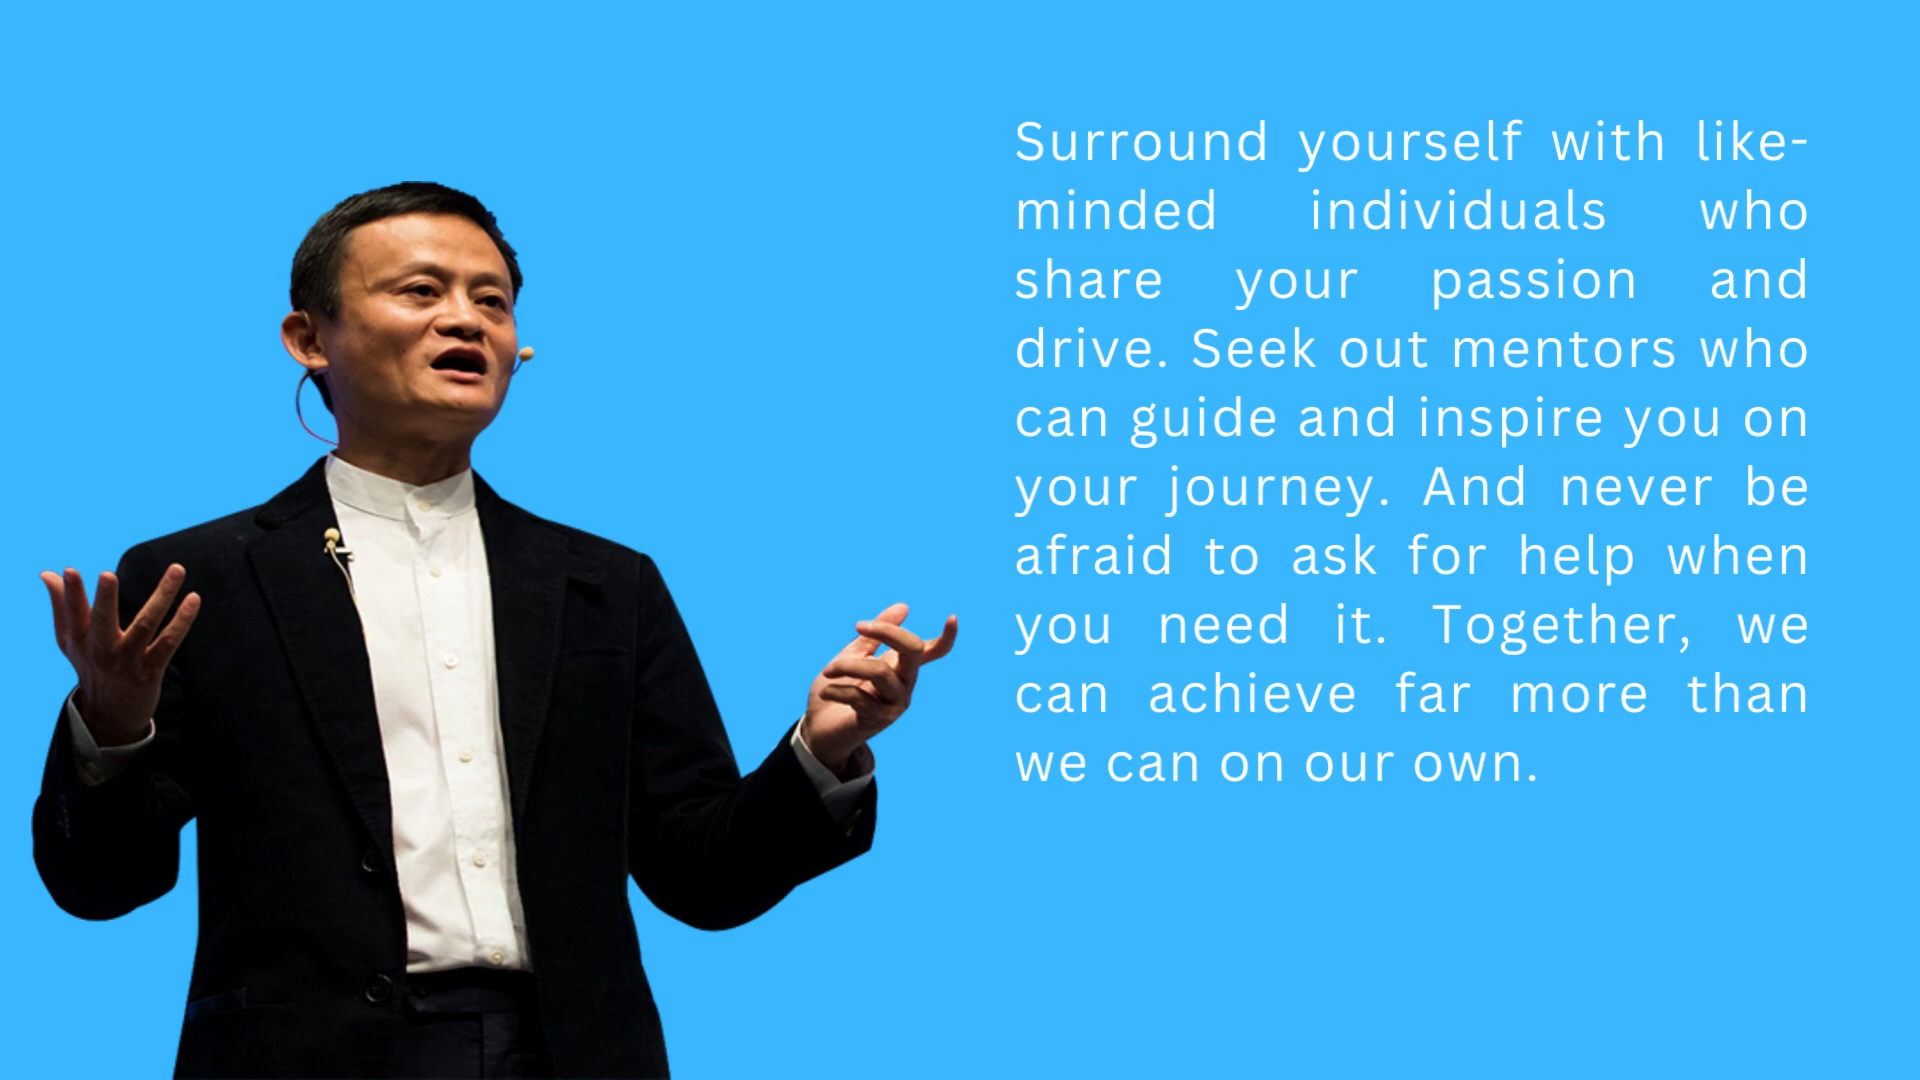 Surround yourself with like-
minded individuals who
share your passion and
drive. Seek out mentors who
can guide and inspire you on
your journey. And never be
afraid to ask for help when
you need it. Together, we
can achieve far more than
we can on our own.